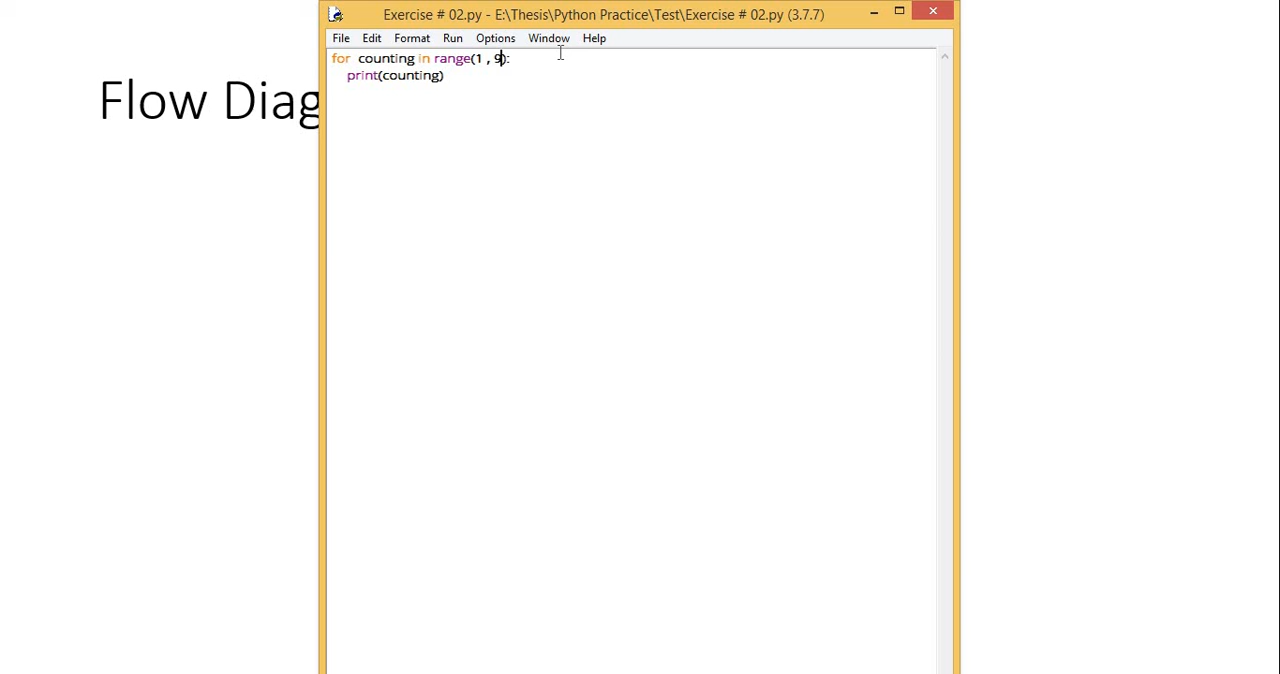 Exercise # 02.py - E:\Thesis\Python Practice\Test\Exercise # 02.py (3.7.7)
File Edit Format Run Options Window Help
for  counting in range(1 , 9):
    print(counting)
Flow Diag